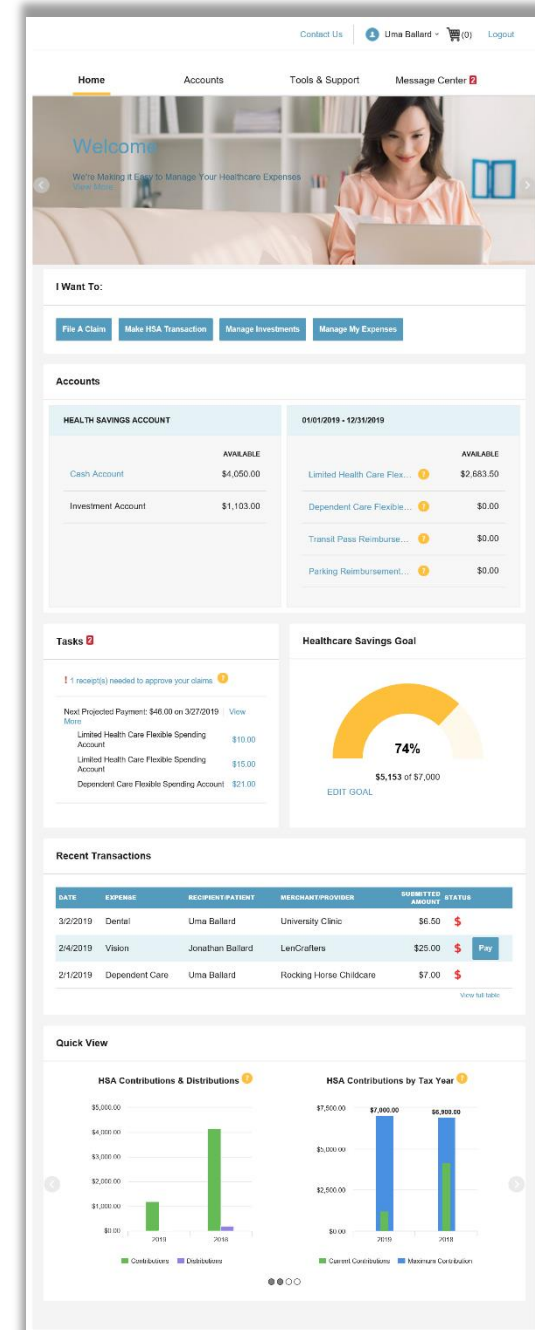 Contact Us Uma Ballard (0) Logout
Home Accounts Tools & Support Message Center 2
Welcome
We're Making it Easy to Manage Your Healthcare Expenses
View More
I Want To:
File A Claim Make HSA Transaction Manage Investments Manage My Expenses
Accounts
HEALTH SAVINGS ACCOUNT
AVAILABLE
Cash Account $4,050.00
Investment Account $1,103.00
01/01/2019 - 12/31/2019
AVAILABLE
Limited Health Care Flex... ? $2,683.50
Dependent Care Flexible... ? $0.00
Transit Pass Reimburse... ? $0.00
Parking Reimbursement... ? $0.00
Tasks 2
! 1 receipt(s) needed to approve your claims ?
Next Projected Payment: $46.00 on 3/27/2019 | View
More
Limited Health Care Flexible Spending
Account $10.00
Limited Health Care Flexible Spending
Account $15.00
Dependent Care Flexible Spending Account $21.00
Healthcare Savings Goal
74%
$5,153 of $7,000
EDIT GOAL
Recent Transactions
DATE EXPENSE RECIPIENT/PATIENT MERCHANT/PROVIDER SUBMITTED AMOUNT STATUS
3/2/2019 Dental Uma Ballard University Clinic $6.50 $
2/4/2019 Vision Jonathan Ballard LenCrafters $25.00 $ Pay
2/1/2019 Dependent Care Uma Ballard Rocking Horse Childcare $7.00 $
View full table
Quick View
HSA Contributions & Distributions ?
$5,000.00
$4,000.00
$3,000.00
$2,000.00
$1,000.00
$0.00
2019 2018
Contributions Distributions
HSA Contributions by Tax Year ?
$7,500.00 $7,000.00 $6,900.00
$5,000.00
$2,500.00
$0.00
2019 2018
Current Contributions Maximum Contribution